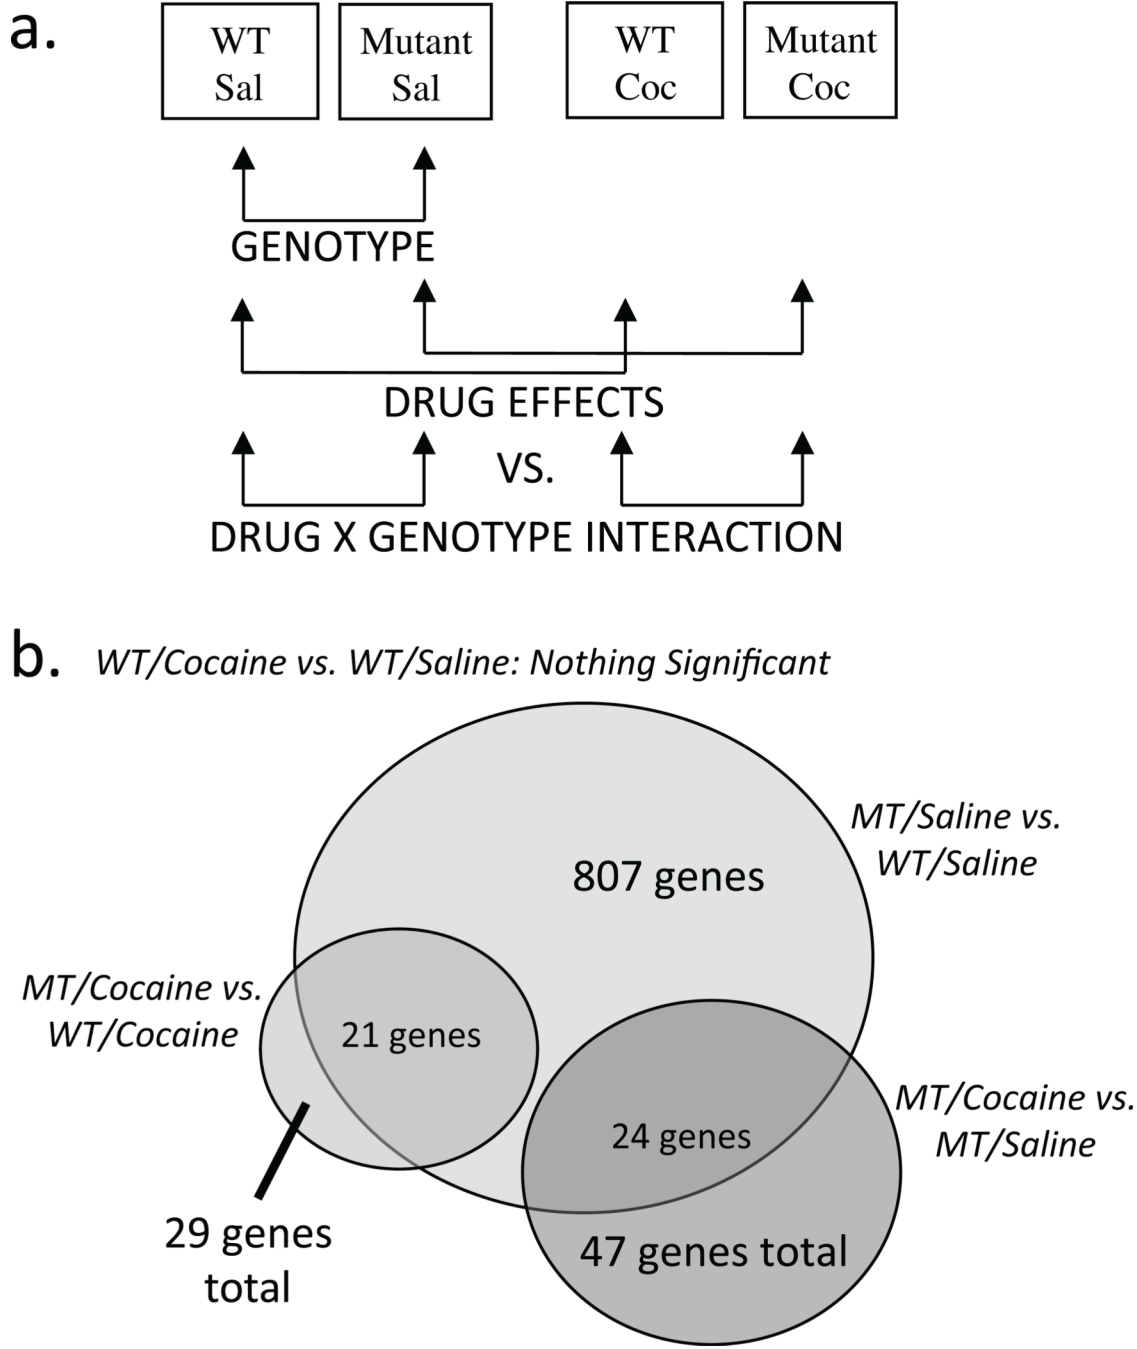 a.
WT
Sal
Mutant
Sal
WT
Coc
Mutant
Coc
GENOTYPE
DRUG EFFECTS
VS.
DRUG X GENOTYPE INTERACTION
b.
WT/Cocaine vs. WT/Saline: Nothing Significant
MT/Saline vs.
WT/Saline
807 genes
MT/Cocaine vs.
WT/Cocaine
21 genes
MT/Cocaine vs.
MT/Saline
24 genes
29 genes
total
47 genes total